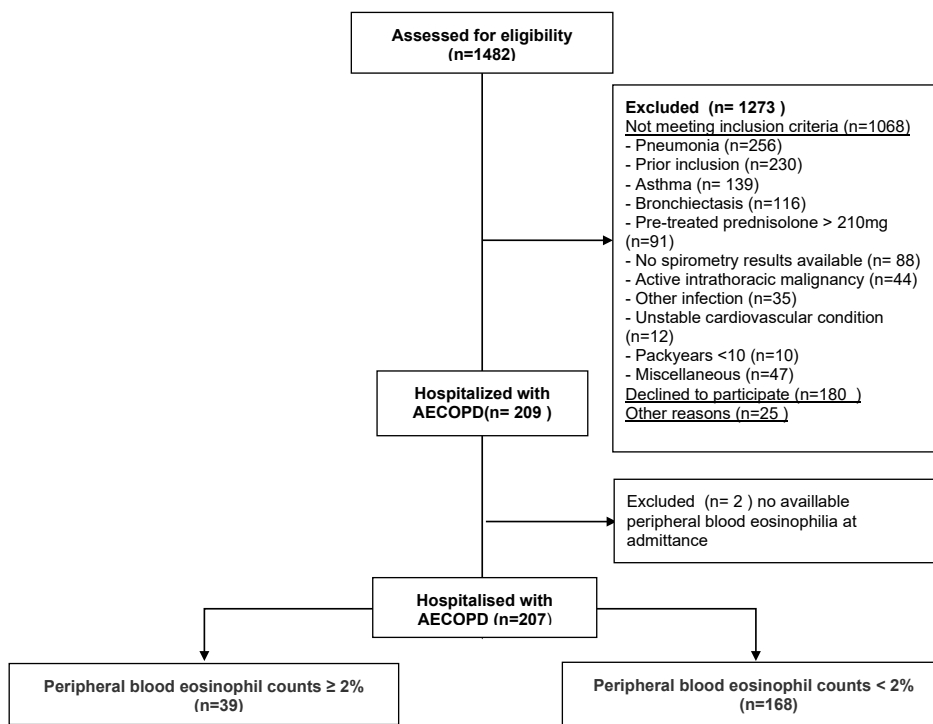 Assessed for eligibility
(n=1482)
Excluded (n= 1273 )
Not meeting inclusion criteria (n=1068)
- Pneumonia (n=256)
- Prior inclusion (n=230)
- Asthma (n= 139)
- Bronchiectasis (n=116)
- Pre-treated prednisolone > 210mg
(n=91)
- No spirometry results available (n= 88)
- Active intrathoracic malignancy (n=44)
- Other infection (n=35)
- Unstable cardiovascular condition
(n=12)
- Packyears <10 (n=10)
- Miscellaneous (n=47)
Declined to participate (n=180 )
Other reasons (n=25 )
Hospitalized with
AECOPD(n= 209 )
Excluded (n= 2 ) no availlable
peripheral blood eosinophilia at
admittance
Hospitalised with
AECOPD (n=207)
Peripheral blood eosinophil counts ≥ 2%
(n=39)
Peripheral blood eosinophil counts < 2%
(n=168)